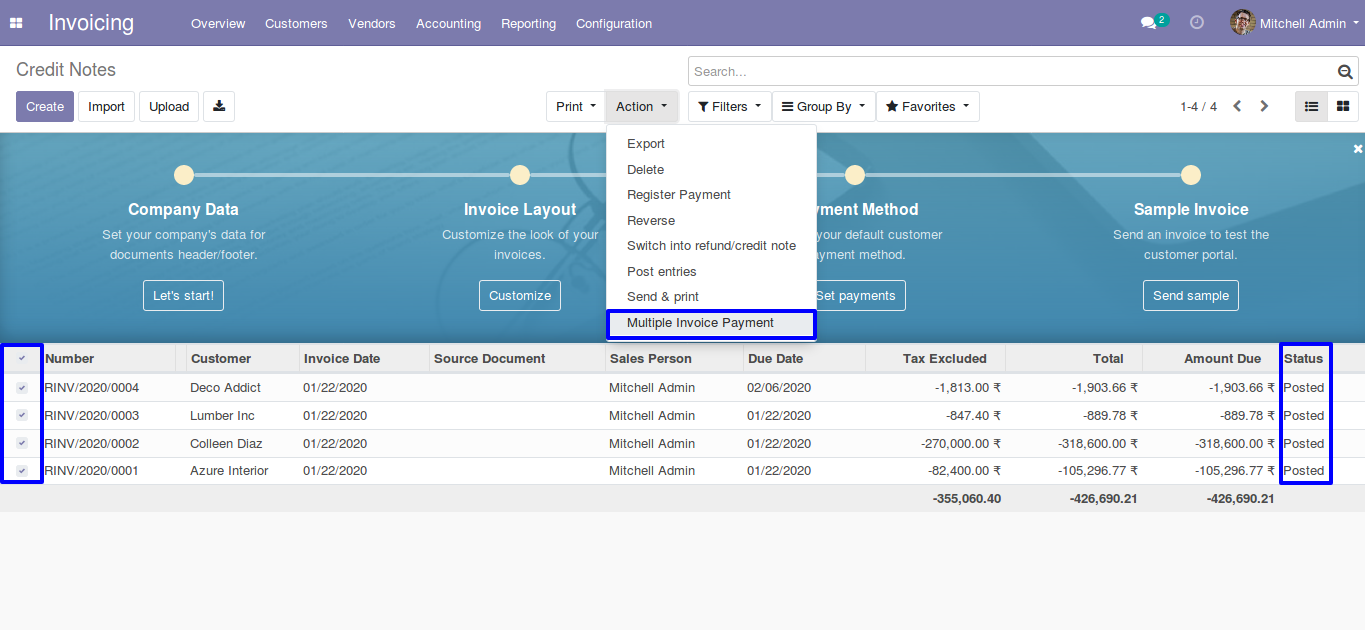 Invoicing Overview Customers Vendors Accounting Reporting Configuration 2 Mitchell Admin
Credit Notes Search...
Create Import Upload Print Action Filters Group By Favorites 1-4 / 4
Export
Delete
Register Payment
Reverse
Switch into refund/credit note
Post entries
Send & print
Multiple Invoice Payment
Company Data
Set your company's data for
documents header/footer.
Let's start!
Invoice Layout
Customize the look of your
invoices.
Customize
yment Method
your default customer
ayment method.
Set payments
Sample Invoice
Send an invoice to test the
customer portal.
Send sample
Number Customer Invoice Date Source Document Sales Person Due Date Tax Excluded Total Amount Due Status
RINV/2020/0004 Deco Addict 01/22/2020 Mitchell Admin 02/06/2020 -1,813.00 ₹ -1,903.66 ₹ -1,903.66 ₹ Posted
RINV/2020/0003 Lumber Inc 01/22/2020 Mitchell Admin 01/22/2020 -847.40 ₹ -889.78 ₹ -889.78 ₹ Posted
RINV/2020/0002 Colleen Diaz 01/22/2020 Mitchell Admin 01/22/2020 -270,000.00 ₹ -318,600.00 ₹ -318,600.00 ₹ Posted
RINV/2020/0001 Azure Interior 01/22/2020 Mitchell Admin 01/22/2020 -82,400.00 ₹ -105,296.77 ₹ -105,296.77 ₹ Posted
-355,060.40 -426,690.21 -426,690.21